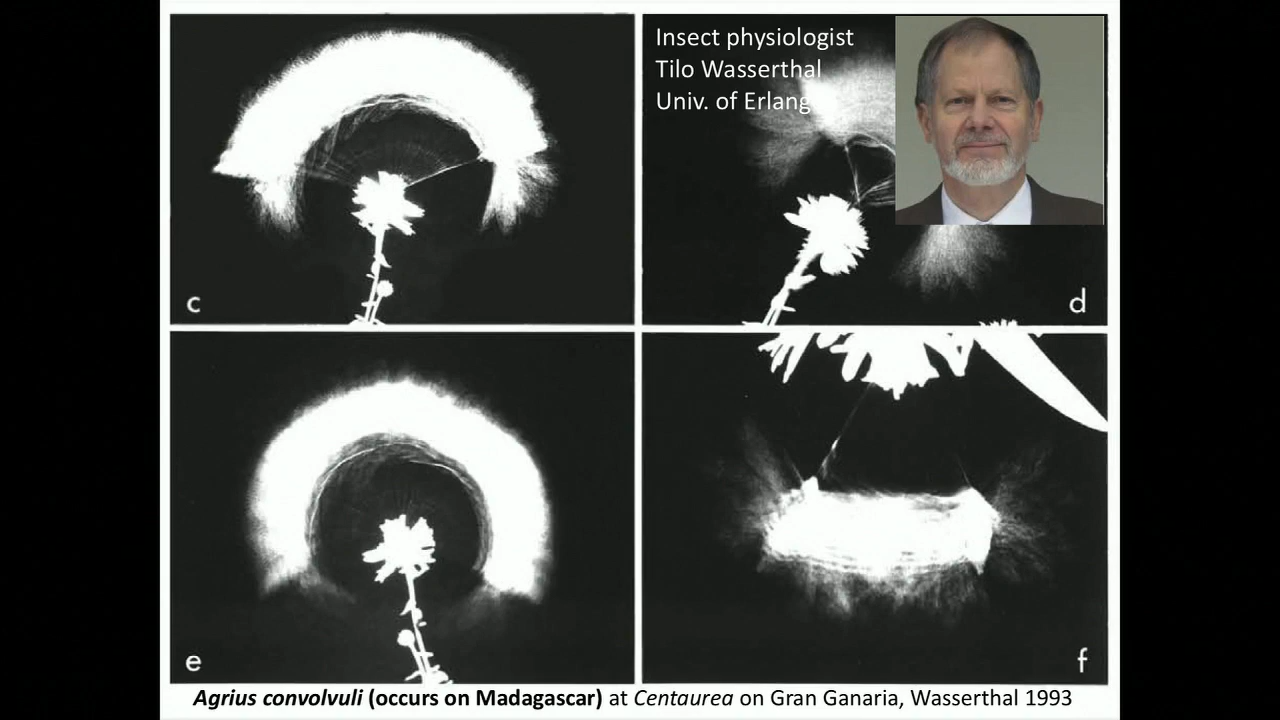 Insect physiologist
Tilo Wasserthal
Univ. of Erlang
c
d
e
f
Agrius convolvuli (occurs on Madagascar) at Centaurea on Gran Ganaria, Wasserthal 1993